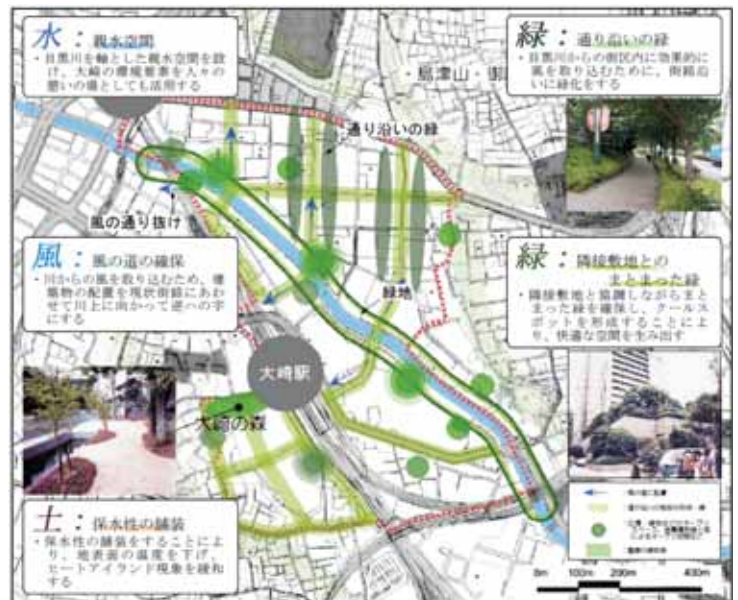 水：親水空間
・目黒川を軸とした親水空間を設
け、大崎の環境要素を人々の
憩いの場としても活用する
緑：通り沿いの緑
・目黒川からの街区内に効果的に
風を取り込むために、街路沿
いに緑化をする
島津山・御
通り沿いの緑
風の通り抜け
風：風の道の確保
・川からの風を取り込むため、建
築物の配置を現状街路にあわ
せて川上に向かって逆ハの字
にする
緑：隣接敷地との
まとまった緑
・隣接敷地と協調しながらまと
まった緑を確保し、クールス
ポットを形成することによ
り、快適な空間を生み出す
緑地
大崎駅
大崎の森
土：保水性の舗装
・保水性の舗装をすることによ
り、地表面の温度を下げ、
ヒートアイランド現象を緩和
する
0m 100m 200m 400m